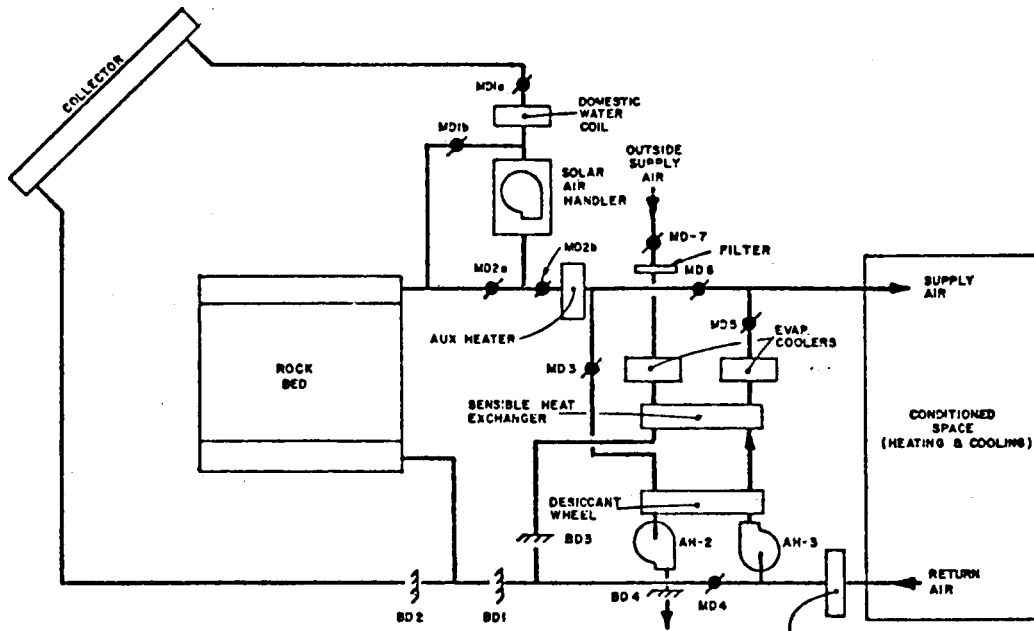 COLLECTOR
MD1a
DOMESTIC
WATER
COIL
MD1b
OUTSIDE
SUPPLY
AIR
SOLAR
AIR
HANDLER
MD-7
MD2b
FILTER
MD2a
MD6
SUPPLY
AIR
AUX HEATER
MD5
EVAP.
COOLERS
MD3
ROCK
BED
SENSIBLE HEAT
EXCHANGER
CONDITIONED
SPACE
(HEATING & COOLING)
DESICCANT
WHEEL
BD3
AH-2
AH-3
RETURN
AIR
BD2
BD1
BD4
MD4